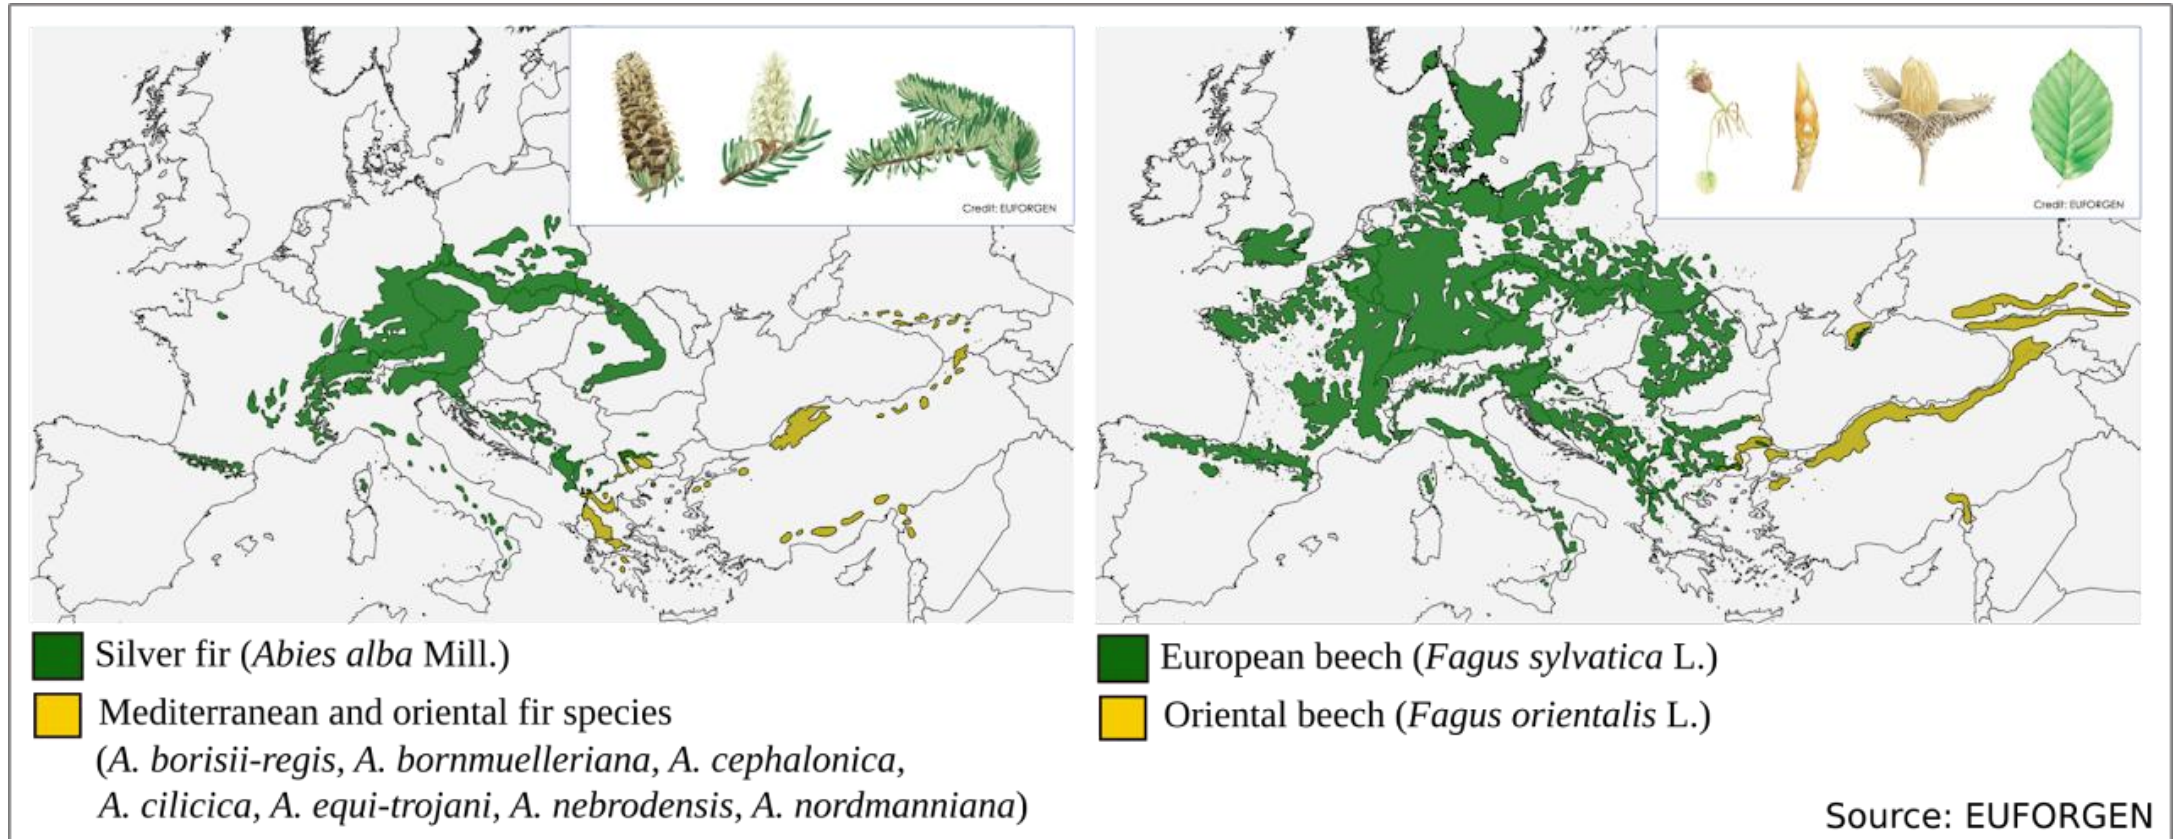 Credit: EUFORGEN
Silver fir (Abies alba Mill.)
Mediterranean and oriental fir species
(A. borisii-regis, A. bornmuelleriana, A. cephalonica,
A. cilicica, A. equi-trojani, A. nebrodensis, A. nordmanniana)
Credit: EUFORGEN
European beech (Fagus sylvatica L.)
Oriental beech (Fagus orientalis L.)
Source: EUFORGEN